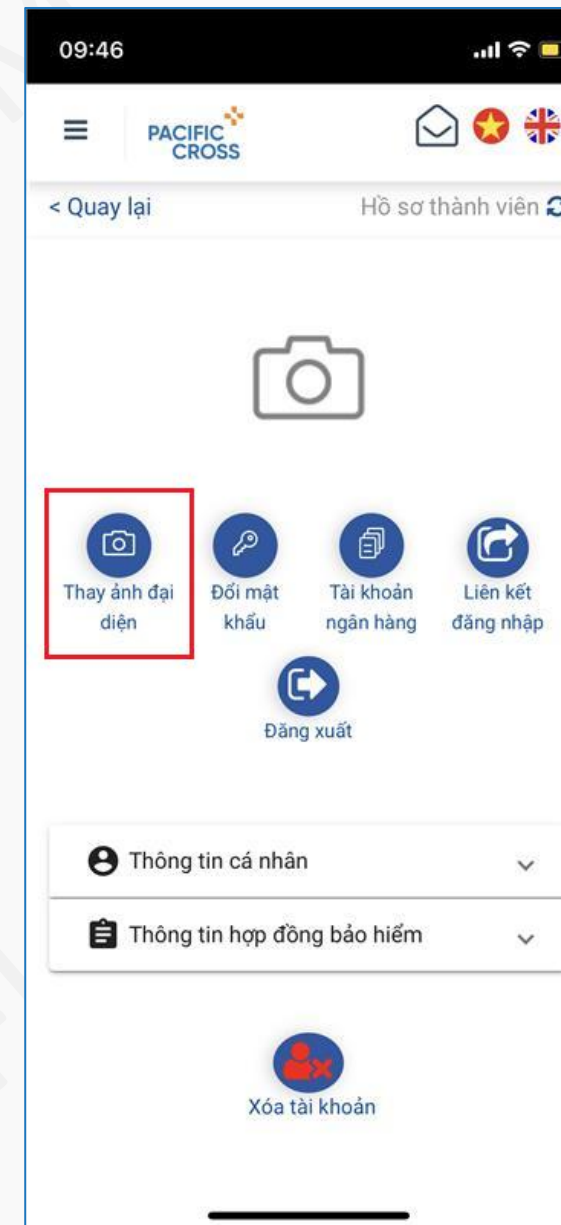 09:46
PACIFIC
CROSS
< Quay lại
Hồ sơ thành viên
Thay ảnh đại
diện
Đổi mật
khẩu
Tài khoản
ngân hàng
Liên kết
đăng nhập
Đăng xuất
Thông tin cá nhân
Thông tin hợp đồng bảo hiểm
Xóa tài khoản